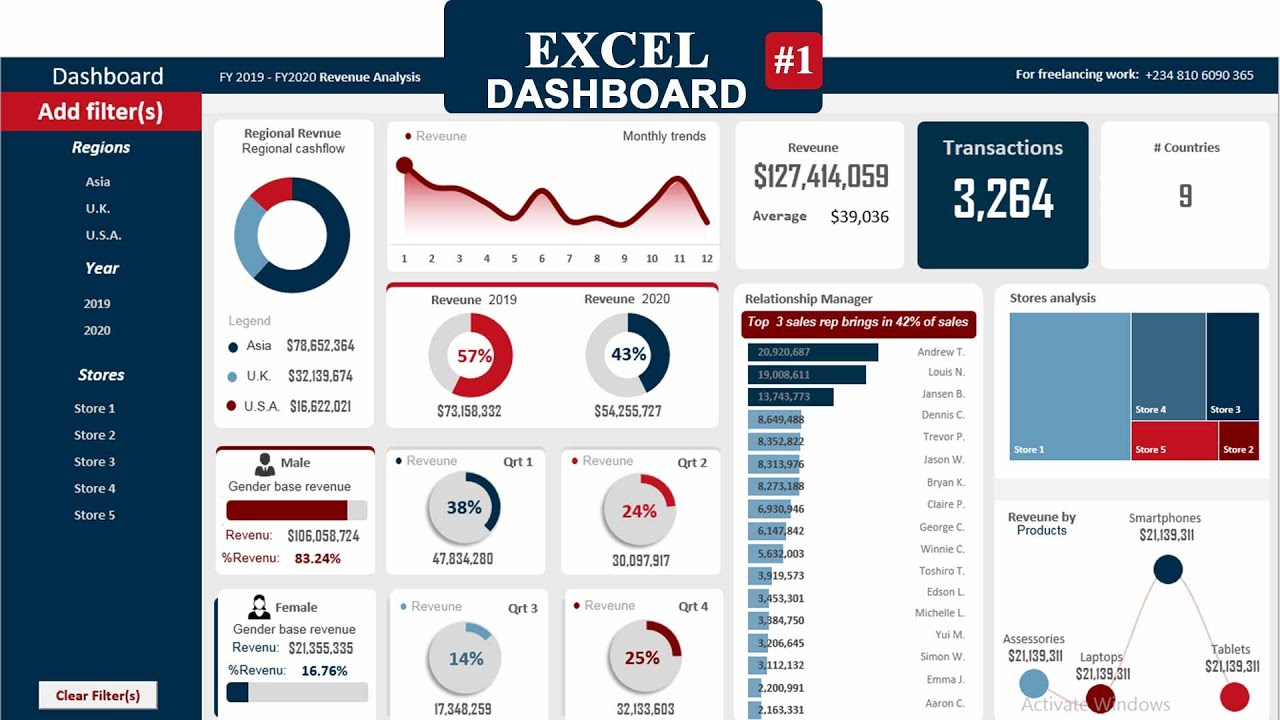 EXCEL
DASHBOARD
#1
Dashboard
FY 2019 - FY2020 Revenue Analysis
For freelancing work: +234 810 6090 365
Add filter(s)
Regions
Asia
U.K.
U.S.A.
Year
2019
2020
Stores
Store 1
Store 2
Store 3
Store 4
Store 5
Clear Filter(s)
Regional Revnue
Regional cashflow
Legend
Asia $78,652,364
U.K. $32,139,674
U.S.A. $16,622,021
Reveune
Monthly trends
1 2 3 4 5 6 7 8 9 10 11 12
Reveune
$127,414,059
Average $39,036
Transactions
3,264
# Countries
9
Reveune 2019
57%
$73,158,332
Reveune 2020
43%
$54,255,727
Male
Gender base revenue
Revenu: $106,058,724
%Revenu: 83.24%
Female
Gender base revenue
Revenu: $21,355,335
%Revenu: 16.76%
Reveune Qrt 1
38%
47,834,280
Reveune Qrt 2
24%
30,097,917
Reveune Qrt 3
14%
17,348,259
Reveune Qrt 4
25%
32,133,603
Relationship Manager
Top 3 sales rep brings in 42% of sales
20,920,687 Andrew T.
19,008,611 Louis N.
13,743,773 Jansen B.
8,649,488 Dennis C.
8,352,822 Trevor P.
8,313,976 Jason W.
8,273,188 Bryan K.
6,930,946 Claire P.
6,147,842 George C.
5,632,003 Winnie C.
3,919,573 Toshiro T.
3,453,301 Edson L.
3,384,750 Michelle L.
3,206,645 Yui M.
3,112,132 Simon W.
2,200,991 Emma J.
2,163,331 Aaron C.
Stores analysis
Store 1
Store 4
Store 3
Store 5
Store 2
Reveune by
Products
Smartphones
$21,139,311
Assessories
$21,139,311
Laptops
$21,139,311
Tablets
$21,139,311
Activate Windows